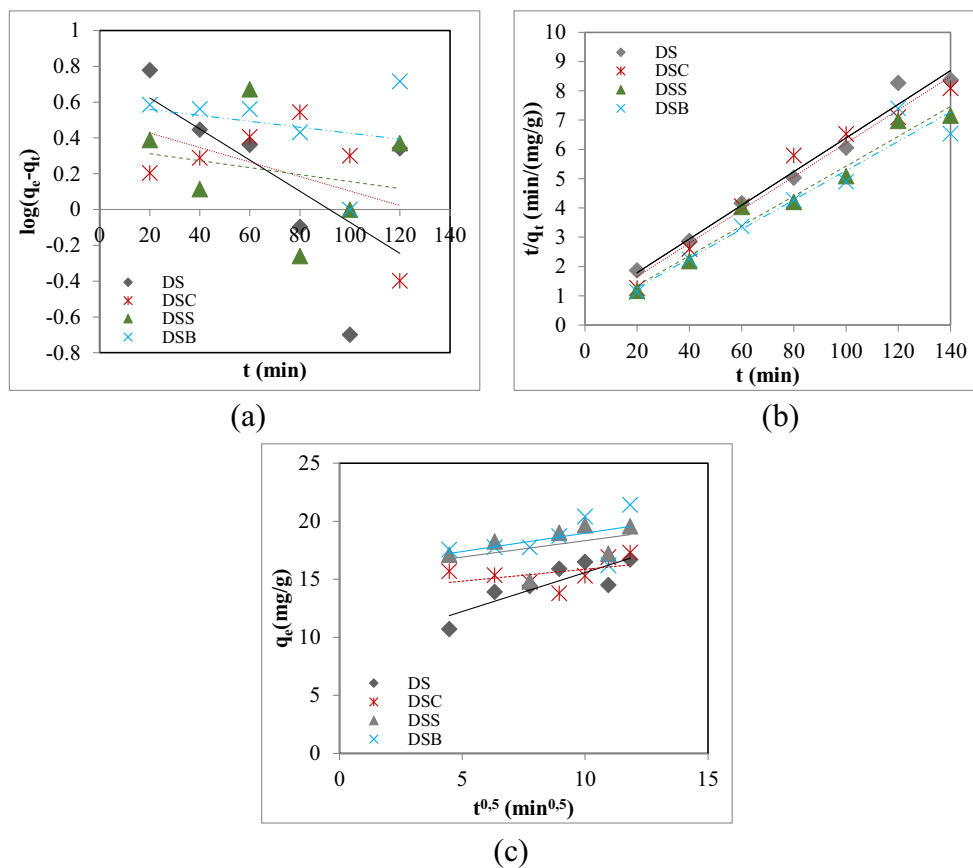 1
0.8
0.6
0.4
0.2
0
-0.2
-0.4
-0.6
-0.8
0 20 40 60 80 100 120 140
log(qe-qt)
t (min)
DS
DSC
DSS
DSB
(a)
10
9
8
7
6
5
4
3
2
1
0
0 20 40 60 80 100 120 140
t/qt (min/(mg/g))
t (min)
DS
DSC
DSS
DSB
(b)
25
20
15
10
5
0
0 5 10 15
qe(mg/g)
t0,5 (min0,5)
DS
DSC
DSS
DSB
(c)